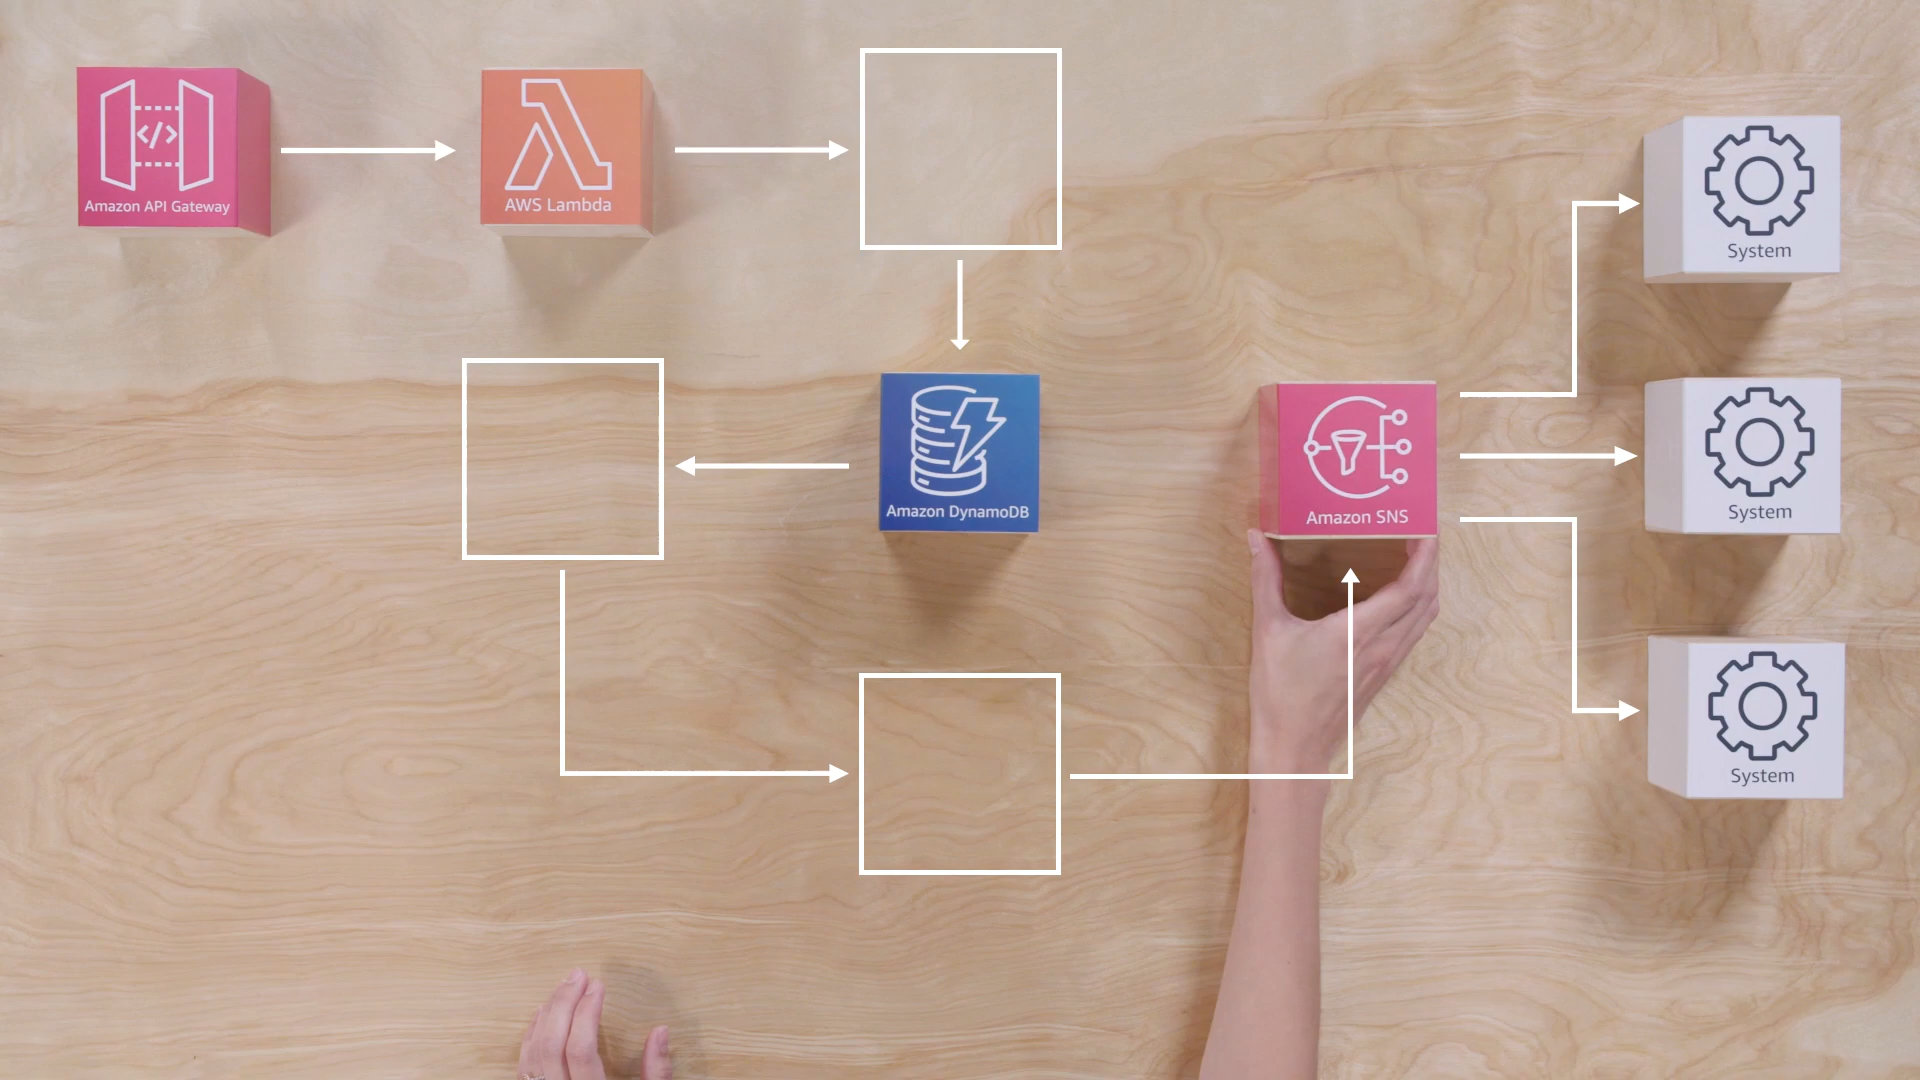 Amazon API Gateway
AWS Lambda
System
Amazon DynamoDB
Amazon SNS
System
System